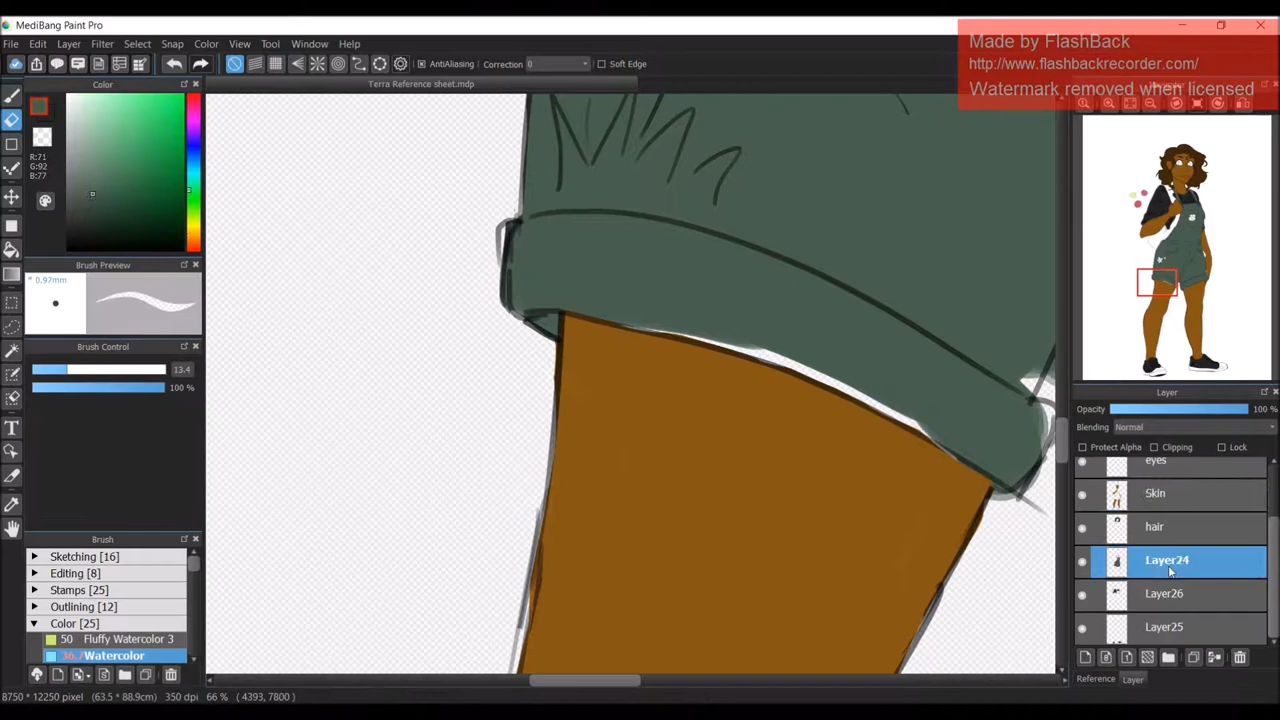 MediBang Paint Pro
Made by FlashBack
http://www.flashbackrecorder.com/
Watermark removed when licensed
File Edit Layer Filter Select Snap Color View Tool Window Help
AntiAliasing Correction 0 Soft Edge
Color
Terra Reference sheet.mdp
R:71
G:92
B:77
Brush Preview
* 0.97mm
Brush Control
13.4
100 %
Brush
Sketching [16]
Editing [8]
Stamps [25]
Outlining [12]
Color [25]
50 Fluffy Watercolor 3
36.7 Watercolor
Layer
Opacity 100 %
Blending Normal
Protect Alpha Clipping Lock
eyes
Skin
hair
Layer24
Layer26
Layer25
Reference Layer
8750 * 12250 pixel (63.5 * 88.9cm) 350 dpi 66 % (4393, 7800)